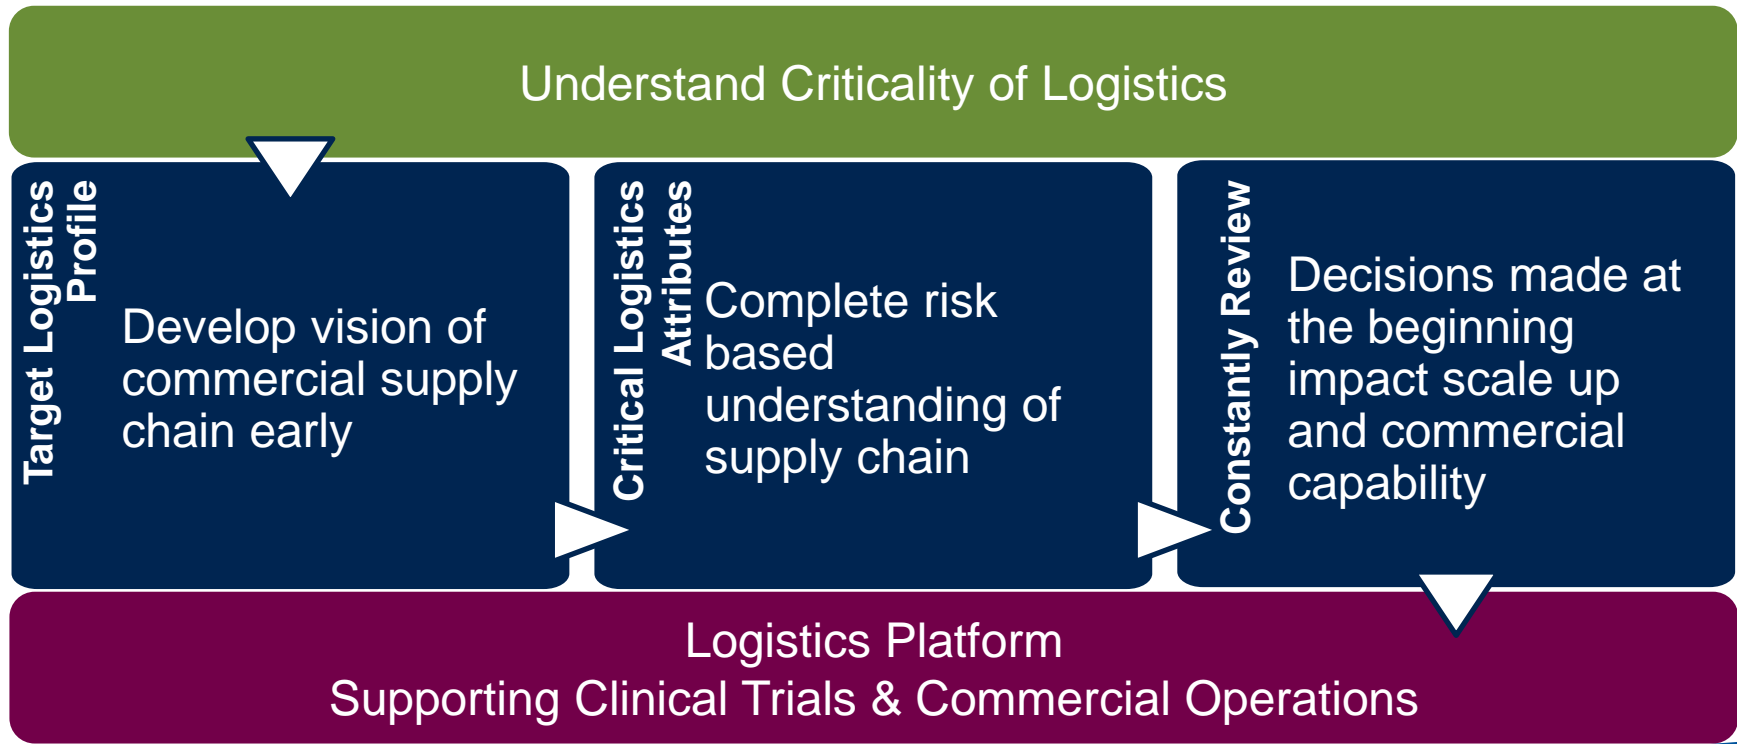 Understand Criticality of Logistics
Target Logistics
Profile
Develop vision of
commercial supply
chain early
Critical Logistics
Attributes
Complete risk
based
understanding of
supply chain
Constantly Review
Decisions made at
the beginning
impact scale up
and commercial
capability
Logistics Platform
Supporting Clinical Trials & Commercial Operations